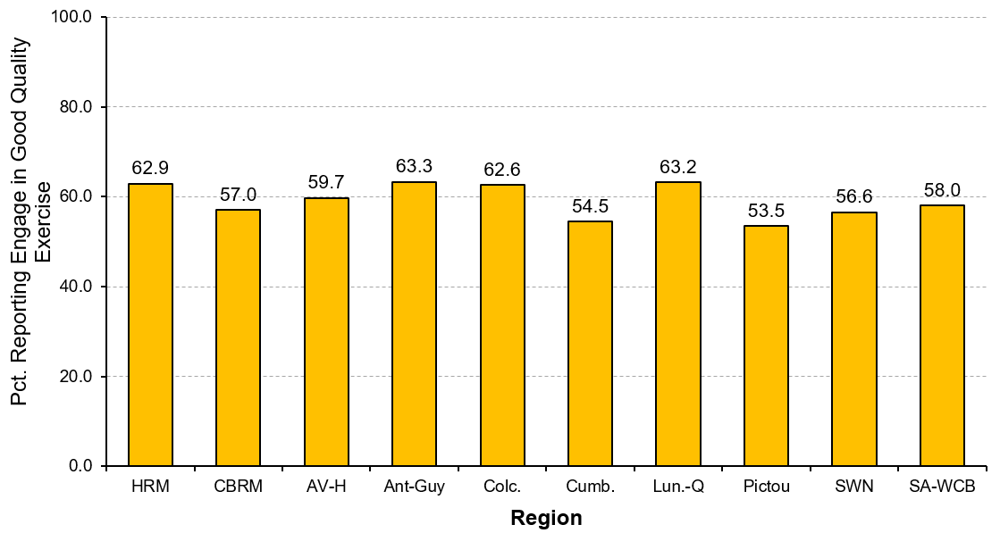 Pct. Reporting Engage in Good Quality
Exercise
100.0
80.0
60.0
40.0
20.0
0.0
62.9
57.0
59.7
63.3
62.6
54.5
63.2
53.5
56.6
58.0
HRM
CBRM
AV-H
Ant-Guy
Colc.
Cumb.
Lun.-Q
Pictou
SWN
SA-WCB
Region